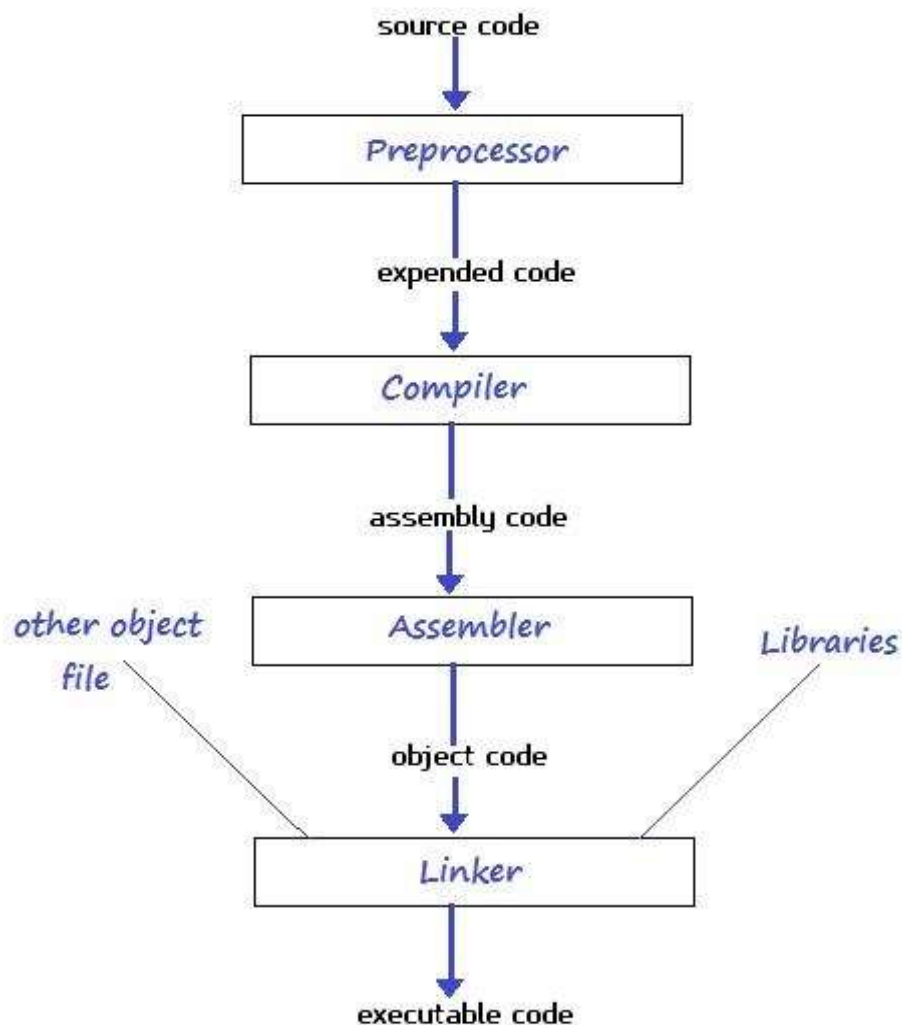 source code
Preprocessor
expended code
Compiler
assembly code
other object
file
Assembler
Libraries
object code
Linker
executable code